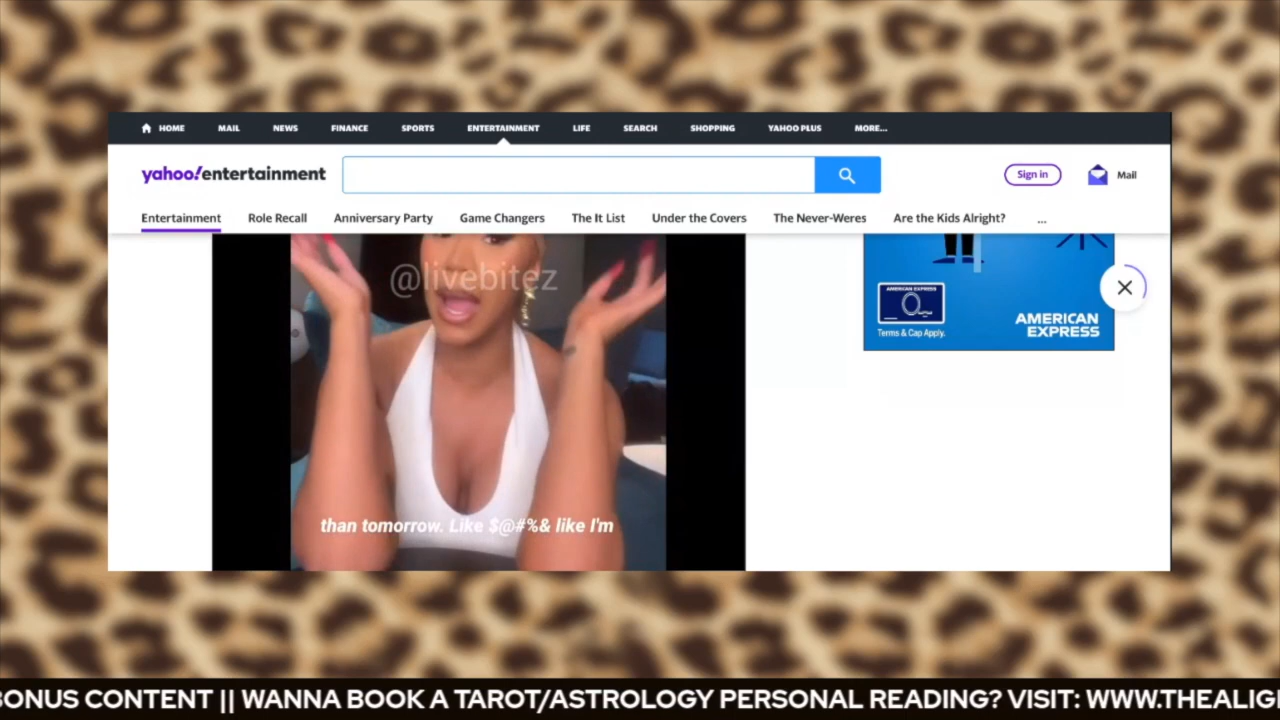 HOME MAIL NEWS FINANCE SPORTS ENTERTAINMENT LIFE SEARCH SHOPPING YAHOO PLUS MORE...
yahoo!entertainment
Sign in
Mail
Entertainment Role Recall Anniversary Party Game Changers The It List Under the Covers The Never-Weres Are the Kids Alright? ...
@livebitez
than tomorrow. Like $@#%& like I'm
AMERICAN EXPRESS
Terms & Cap Apply.
AMERICAN
EXPRESS
BONUS CONTENT || WANNA BOOK A TAROT/ASTROLOGY PERSONAL READING? VISIT: WWW.THEALIG